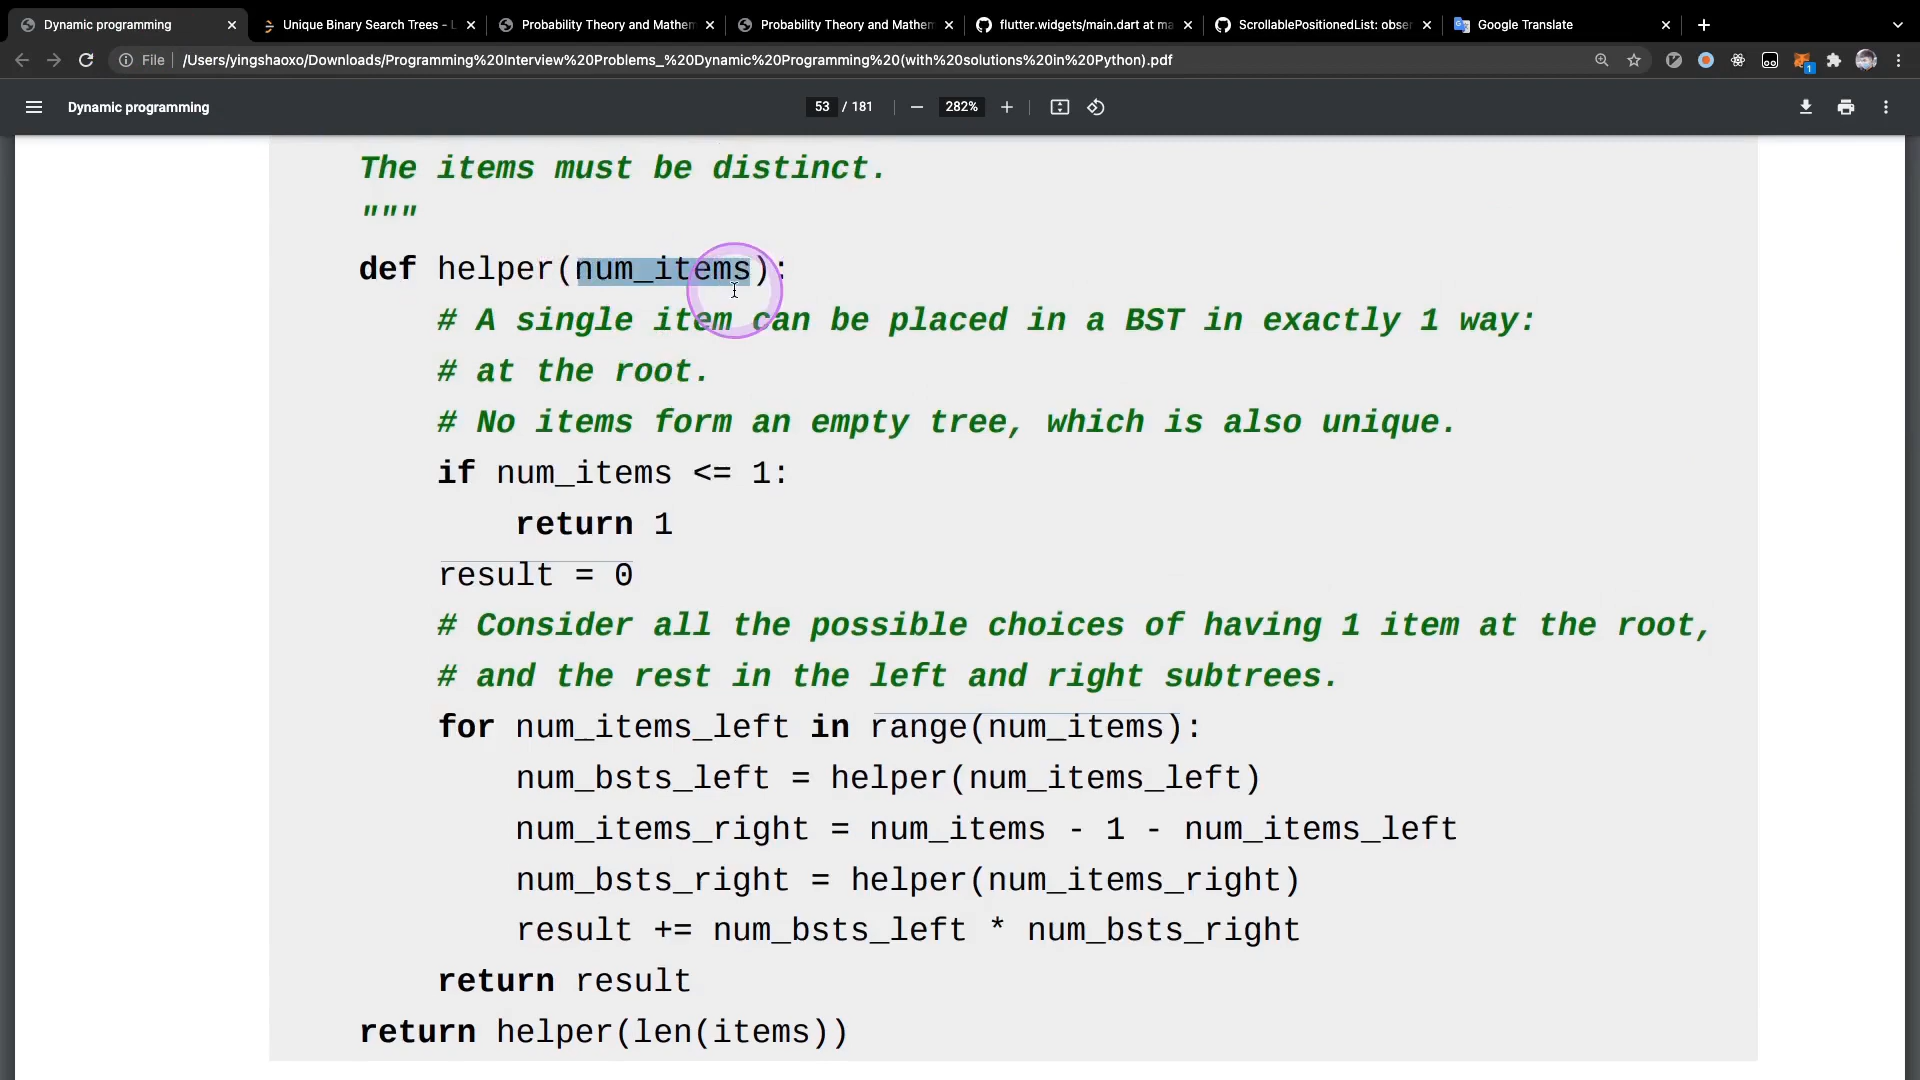 Dynamic programming
Unique Binary Search Trees - L
Probability Theory and Mathem
Probability Theory and Mathem
flutter.widgets/main.dart at ma
ScrollablePositionedList: obser
Google Translate
File
/Users/yingshaoxo/Downloads/Programming%20Interview%20Problems_%20Dynamic%20Programming%20(with%20solutions%20in%20Python).pdf
1
Dynamic programming
53 / 181
282%
The items must be distinct.
"""
def helper(num_items):
# A single item can be placed in a BST in exactly 1 way:
# at the root.
# No items form an empty tree, which is also unique.
if num_items <= 1:
return 1
result = 0
# Consider all the possible choices of having 1 item at the root,
# and the rest in the left and right subtrees.
for num_items_left in range(num_items):
num_bsts_left = helper(num_items_left)
num_items_right = num_items - 1 - num_items_left
num_bsts_right = helper(num_items_right)
result += num_bsts_left * num_bsts_right
return result
return helper(len(items))